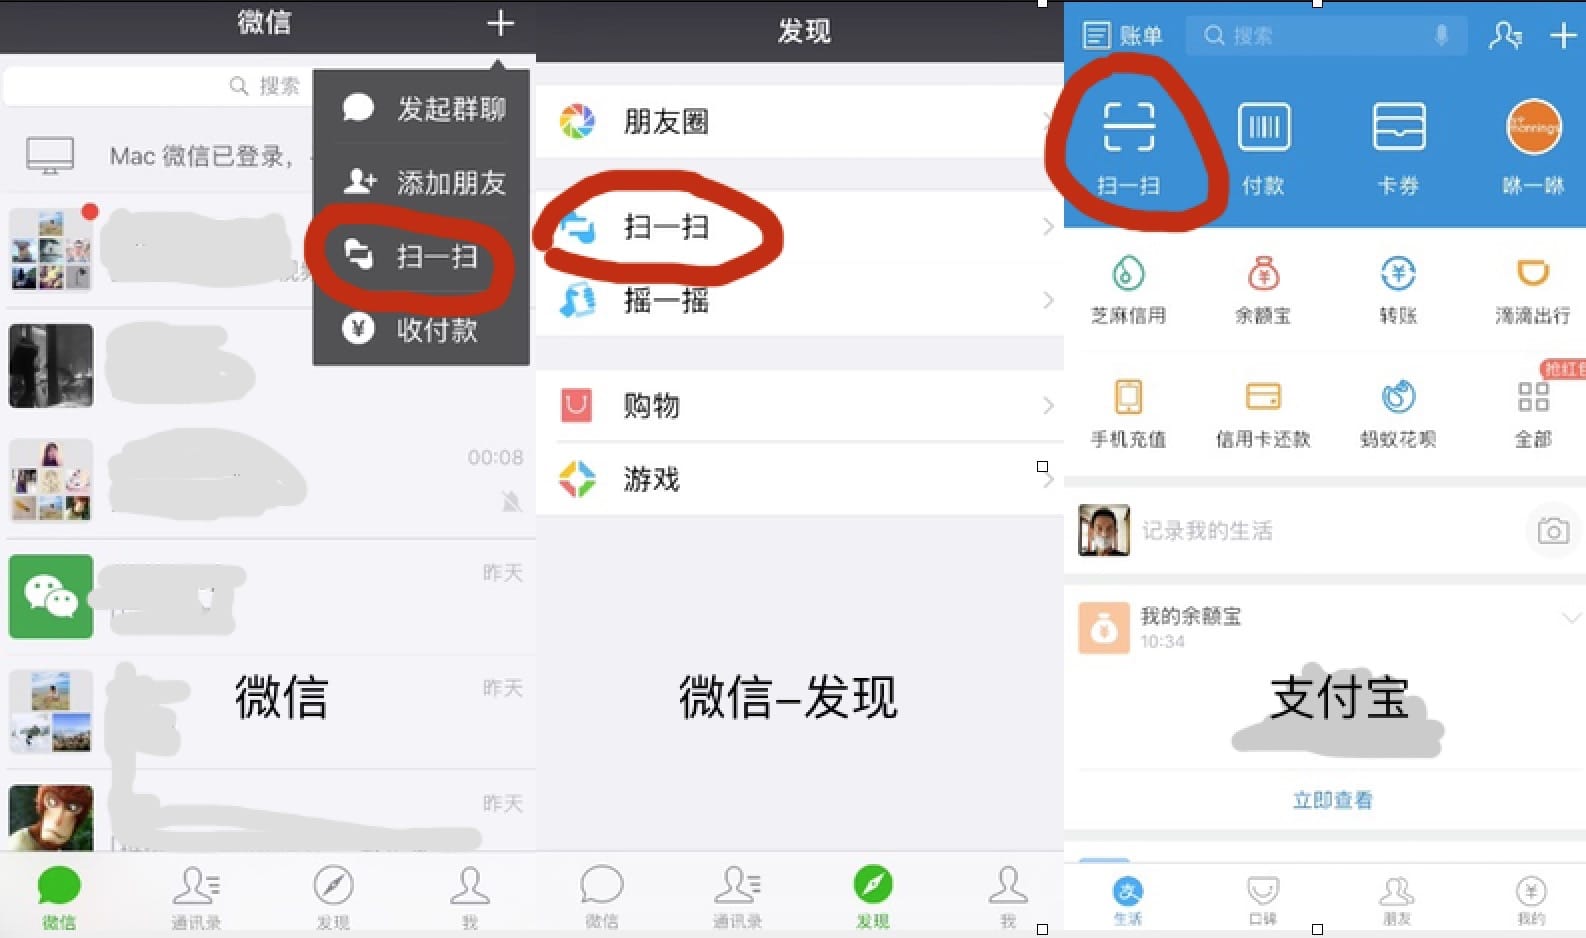 微信
搜索
发起群聊
Mac 微信已登录，
添加朋友
扫一扫
收付款
00:08
昨天
昨天
微信
昨天
微信
通讯录
发现
我
发现
朋友圈
扫一扫
摇一摇
购物
游戏
微信-发现
微信
通讯录
发现
我
账单
搜索
扫一扫
付款
卡券
mannings
咻一咻
芝麻信用
余额宝
转账
滴滴出行
抢红包
手机充值
信用卡还款
蚂蚁花呗
全部
记录我的生活
我的余额宝
10:34
支付宝
立即查看
生活
口碑
朋友
我的